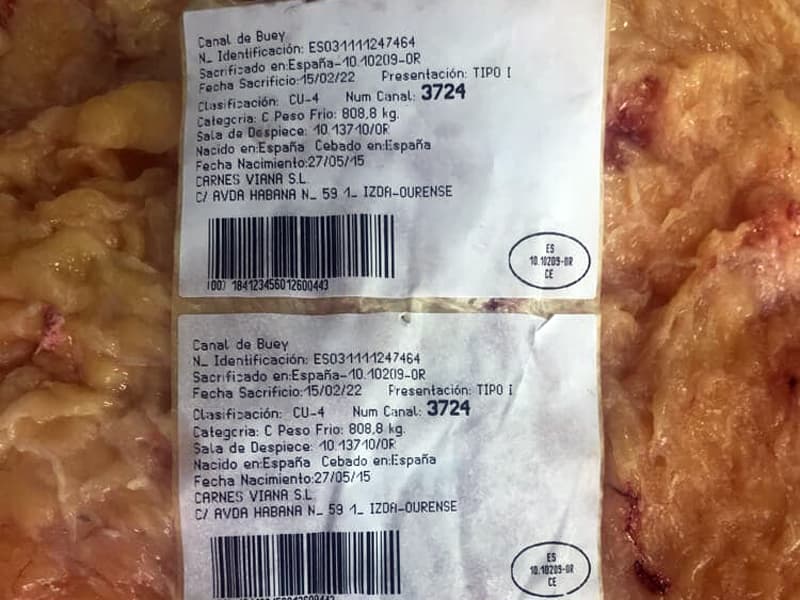 Canal de Buey
N_ Identificación: ES031111247464
Sacrificado en:España-10.10209-OR
Fecha Sacrificio:15/02/22 Presentación: TIPO I
Clasificación: CU-4 Num Canal: 3724
Categoria: C Peso Frio: 808,8 kg.
Sala de Despiece: 10.13710/OR
Nacido en:España Cebado en:España
Fecha Nacimiento:27/05/15
CARNES VIANA S.L.
C/ AVDA HABANA N_ 59 1_ IZDA-OURENSE
(00) 184123456012600443
ES
10.10209-OR
CE
Canal de Buey
N_ Identificación: ES031111247464
Sacrificado en:España-10.10209-OR
Fecha Sacrificio:15/02/22 Presentación: TIPO I
Clasificación: CU-4 Num Canal: 3724
Categoria: C Peso Frio: 808,8 kg.
Sala de Despiece: 10.13710/OR
Nacido en:España Cebado en:España
Fecha Nacimiento:27/05/15
CARNES VIANA S.L.
C/ AVDA HABANA N_ 59 1_ IZDA-OURENSE
ES
10.10209-OR
CE